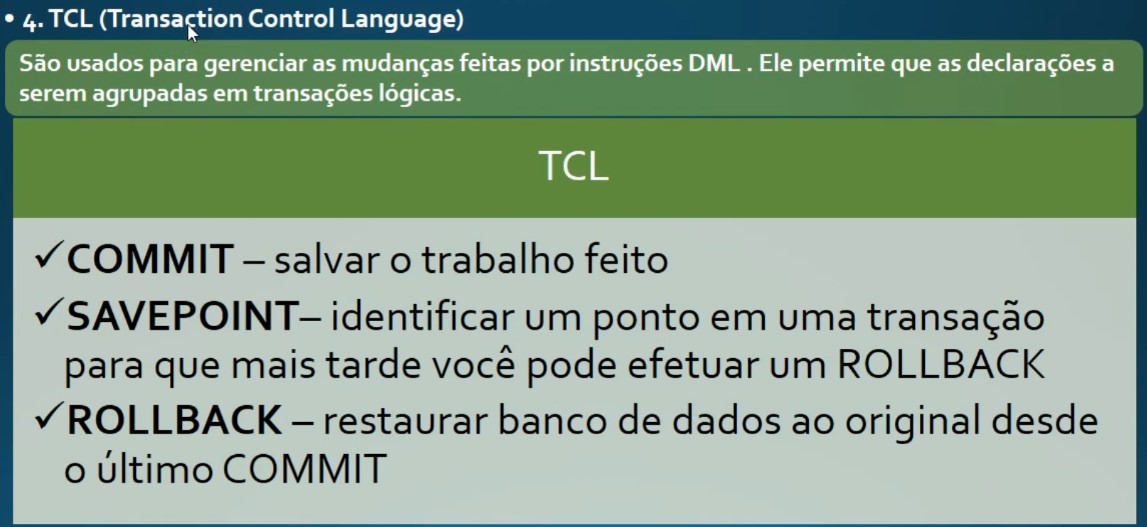 • 4. TCL (Transaction Control Language)
São usados para gerenciar as mudanças feitas por instruções DML . Ele permite que as declarações a
serem agrupadas em transações lógicas.
TCL
✓COMMIT – salvar o trabalho feito
✓SAVEPOINT– identificar um ponto em uma transação
para que mais tarde você pode efetuar um ROLLBACK
✓ROLLBACK – restaurar banco de dados ao original desde
o último COMMIT